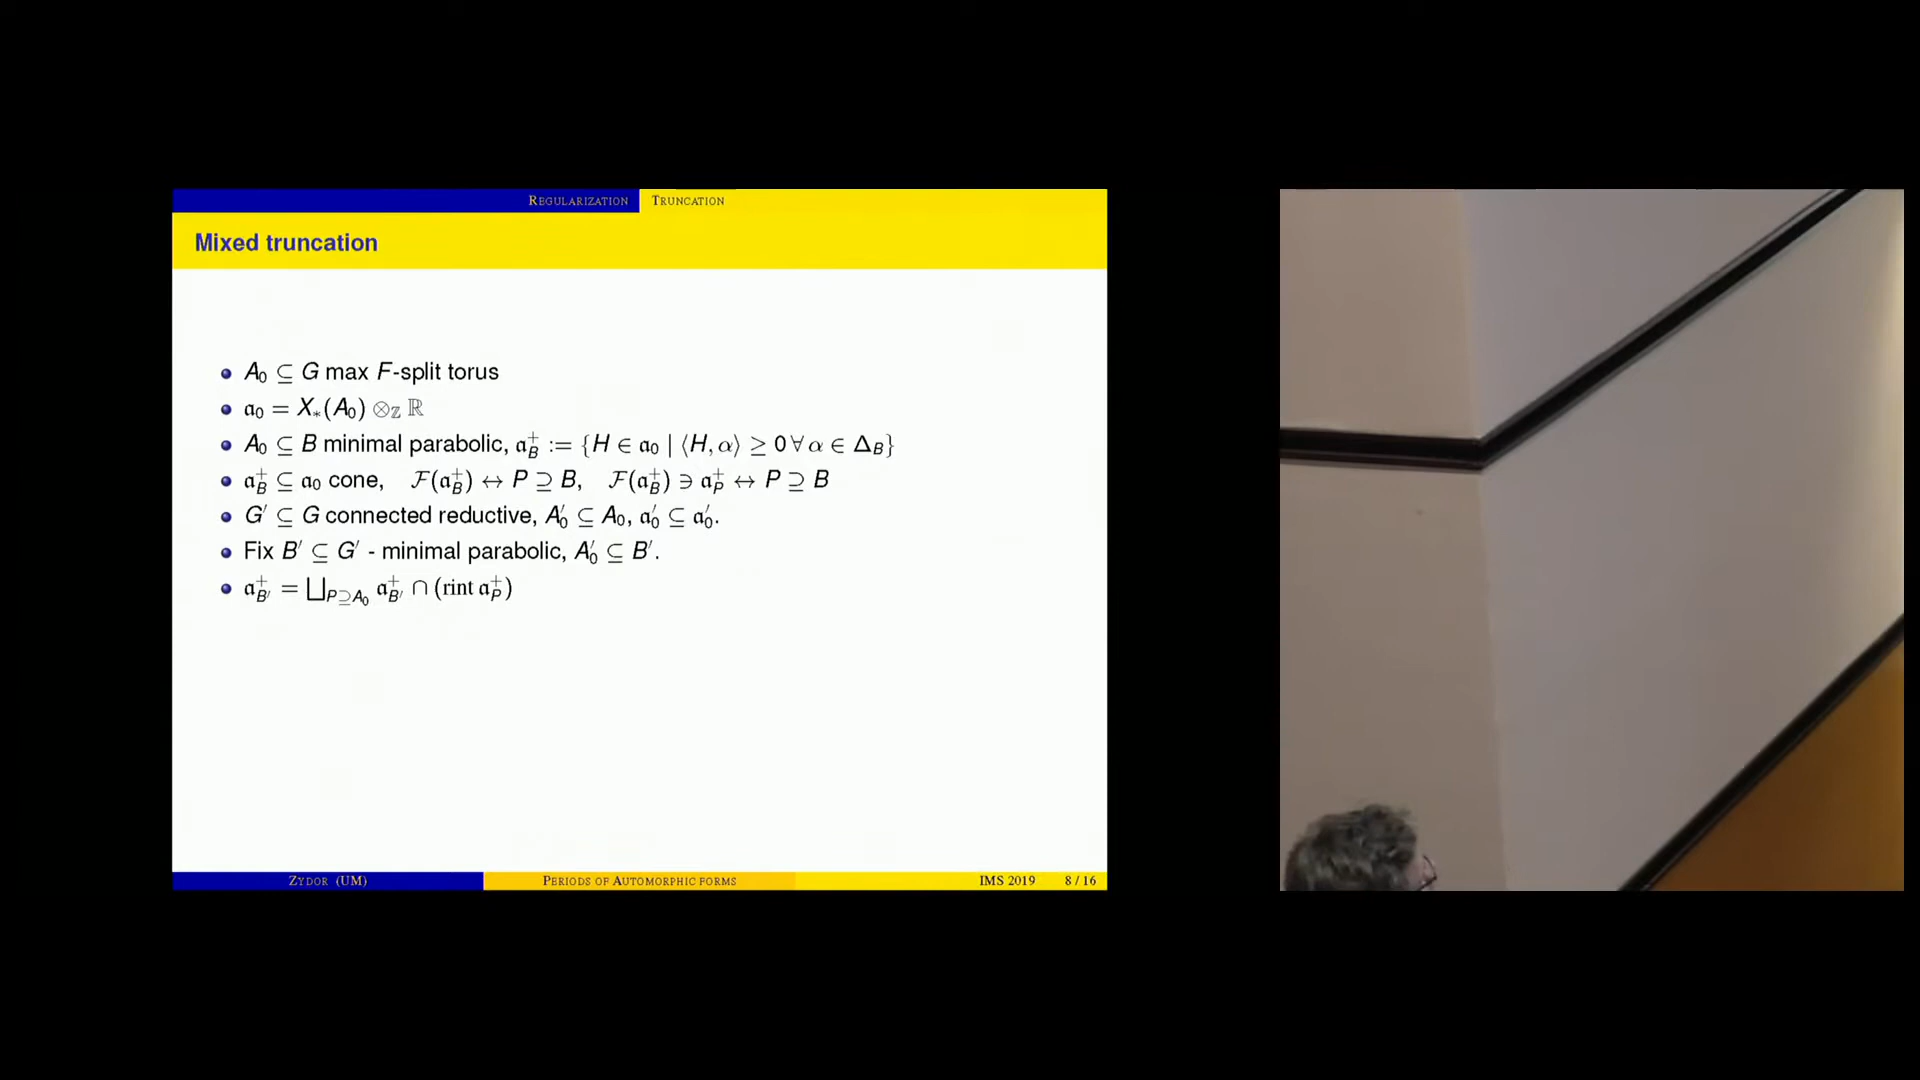 REGULARIZATION TRUNCATION
Mixed truncation
A₀ ⊆ G max F-split torus
𝔞₀ = X_*(A₀) ⊗_ℤ ℝ
A₀ ⊆ B minimal parabolic, 𝔞_B^+ := {H ∈ 𝔞₀ | ⟨H, α⟩ ≥ 0 ∀ α ∈ Δ_B}
𝔞_B^+ ⊆ 𝔞₀ cone, ℱ(𝔞_B^+) ↔ P ⊇ B, ℱ(𝔞_B^+) ∋ 𝔞_P^+ ↔ P ⊇ B
G′ ⊆ G connected reductive, A′₀ ⊆ A₀, 𝔞′₀ ⊆ 𝔞′₀.
Fix B′ ⊆ G′ - minimal parabolic, A′₀ ⊆ B′.
𝔞_{B′}^+ = ⨆_{P⊇A₀} 𝔞_{B′}^+ ∩ (rint 𝔞_P^+)
ZYDOR (UM) PERIODS OF AUTOMORPHIC FORMS IMS 2019 8 / 16